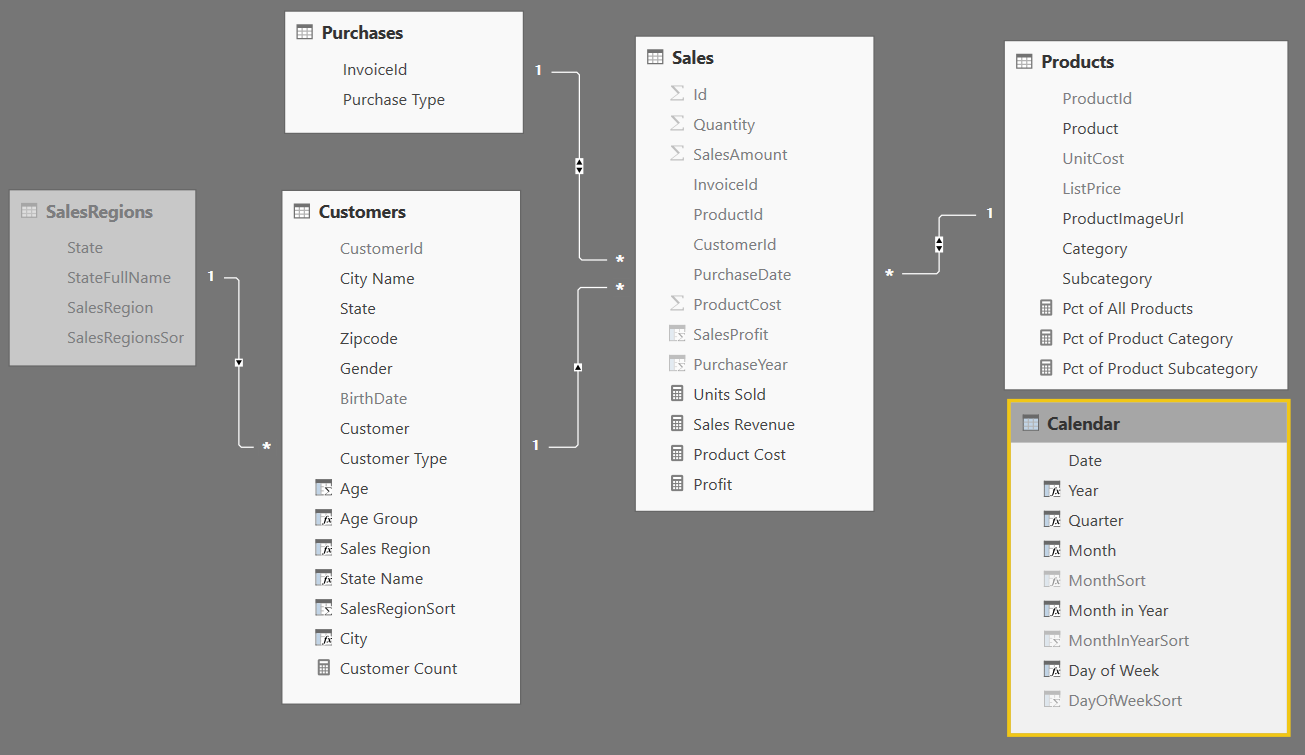 Purchases
InvoiceId
Purchase Type
SalesRegions
State
StateFullName
SalesRegion
SalesRegionsSor
1
*
Customers
CustomerId
City Name
State
Zipcode
Gender
BirthDate
Customer
Customer Type
Age
Age Group
Sales Region
State Name
SalesRegionSort
City
Customer Count
1
*
1
*
Sales
Id
Quantity
SalesAmount
InvoiceId
ProductId
CustomerId
PurchaseDate
ProductCost
SalesProfit
PurchaseYear
Units Sold
Sales Revenue
Product Cost
Profit
*
1
Products
ProductId
Product
UnitCost
ListPrice
ProductImageUrl
Category
Subcategory
Pct of All Products
Pct of Product Category
Pct of Product Subcategory
Calendar
Date
Year
Quarter
Month
MonthSort
Month in Year
MonthInYearSort
Day of Week
DayOfWeekSort